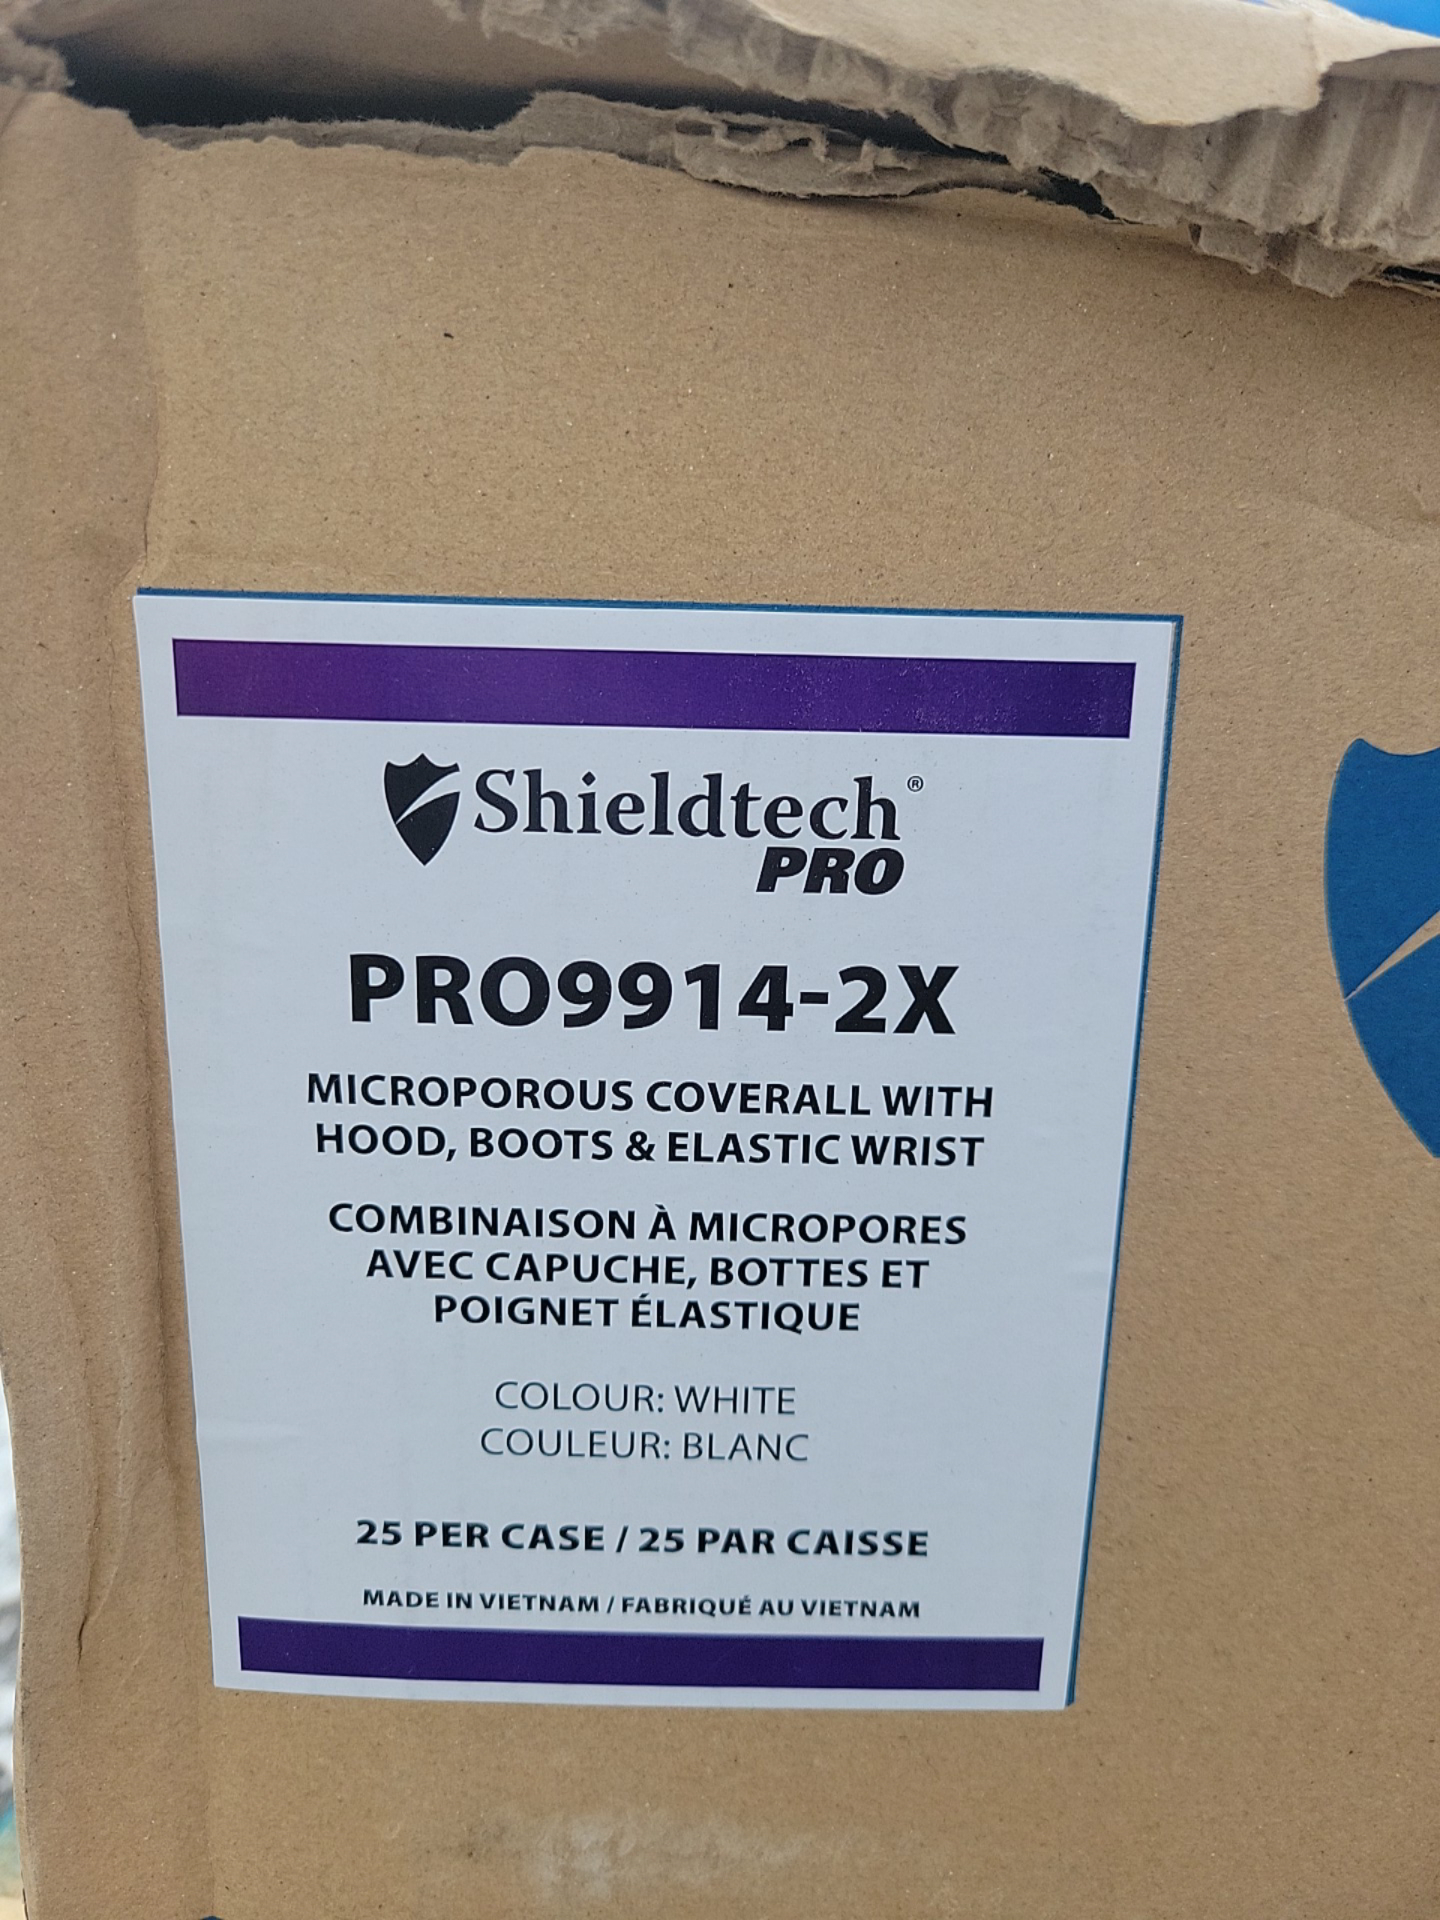 Shieldtech®
PRO
PRO9914-2X
MICROPOROUS COVERALL WITH
HOOD, BOOTS & ELASTIC WRIST
COMBINAISON À MICROPORES
AVEC CAPUCHE, BOTTES ET
POIGNET ÉLASTIQUE
COLOUR: WHITE
COULEUR: BLANC
25 PER CASE / 25 PAR CAISSE
MADE IN VIETNAM / FABRIQUÉ AU VIETNAM